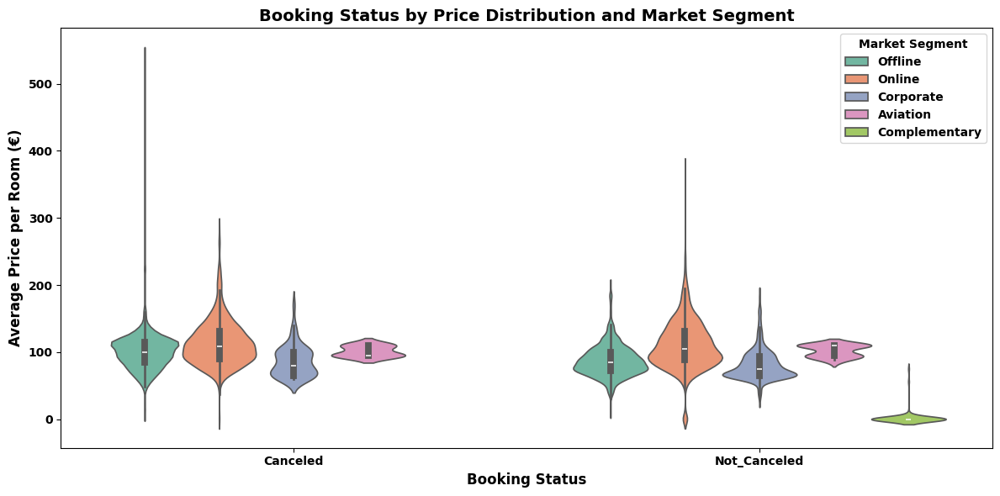 Booking Status by Price Distribution and Market Segment
Average Price per Room (€)
500
400
300
200
100
0
Market Segment
Offline
Online
Corporate
Aviation
Complementary
Canceled
Not_Canceled
Booking Status